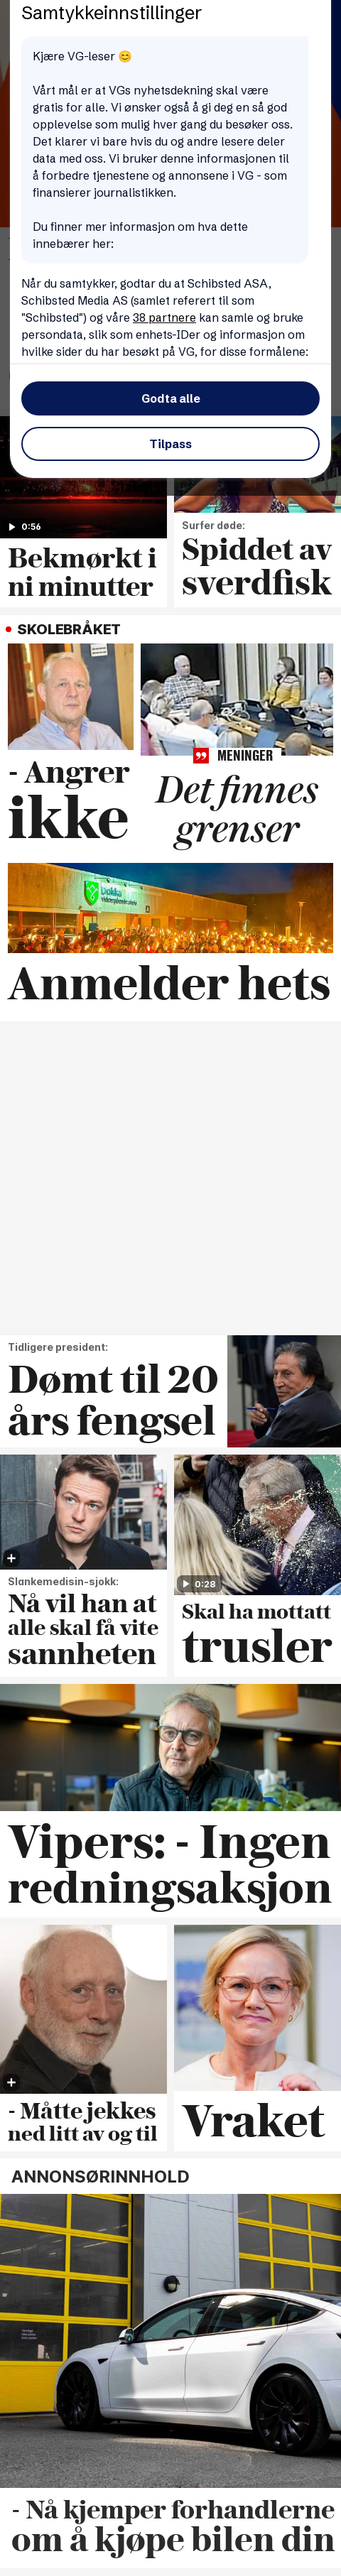 Samtykkeinnstillinger
Kjære VG-leser 😊
Vårt mål er at VGs nyhetsdekning skal være
gratis for alle. Vi ønsker også å gi deg en så god
opplevelse som mulig hver gang du besøker oss.
Det klarer vi bare hvis du og andre lesere deler
data med oss. Vi bruker denne informasjonen til
å forbedre tjenestene og annonsene i VG - som
finansierer journalistikken.
Du finner mer informasjon om hva dette
innebærer her:
Når du samtykker, godtar du at Schibsted ASA,
Schibsted Media AS (samlet referert til som
"Schibsted") og våre 38 partnere kan samle og bruke
persondata, slik som enhets-IDer og informasjon om
hvilke sider du har besøkt på VG, for disse formålene:
Godta alle
Tilpass
0:56
Bekmørkt i
ni minutter
Surfer døde:
Spiddet av
sverdfisk
SKOLEBRÅKET
- Angrer
ikke
MENINGER
Det finnes
grenser
Dokka
Anmelder hets
Tidligere president:
Dømt til 20
års fengsel
Slankemedisin-sjokk:
Nå vil han at
alle skal få vite
sannheten
0:28
Skal ha mottatt
trusler
Vipers: - Ingen
redningsaksjon
- Måtte jekkes
ned litt av og til
Vraket
ANNONSØRINNHOLD
- Nå kjemper forhandlerne
om å kjøpe bilen din